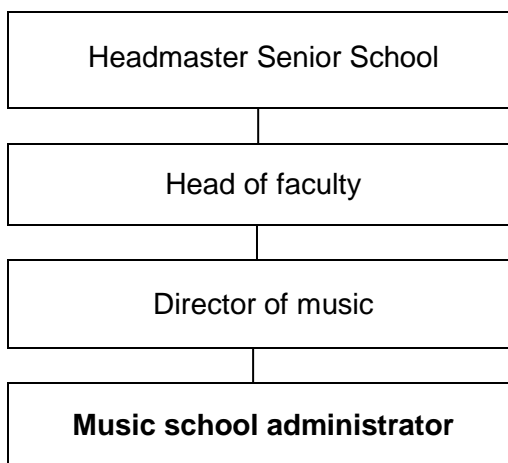 Headmaster Senior School
Head of faculty
Director of music
Music school administrator